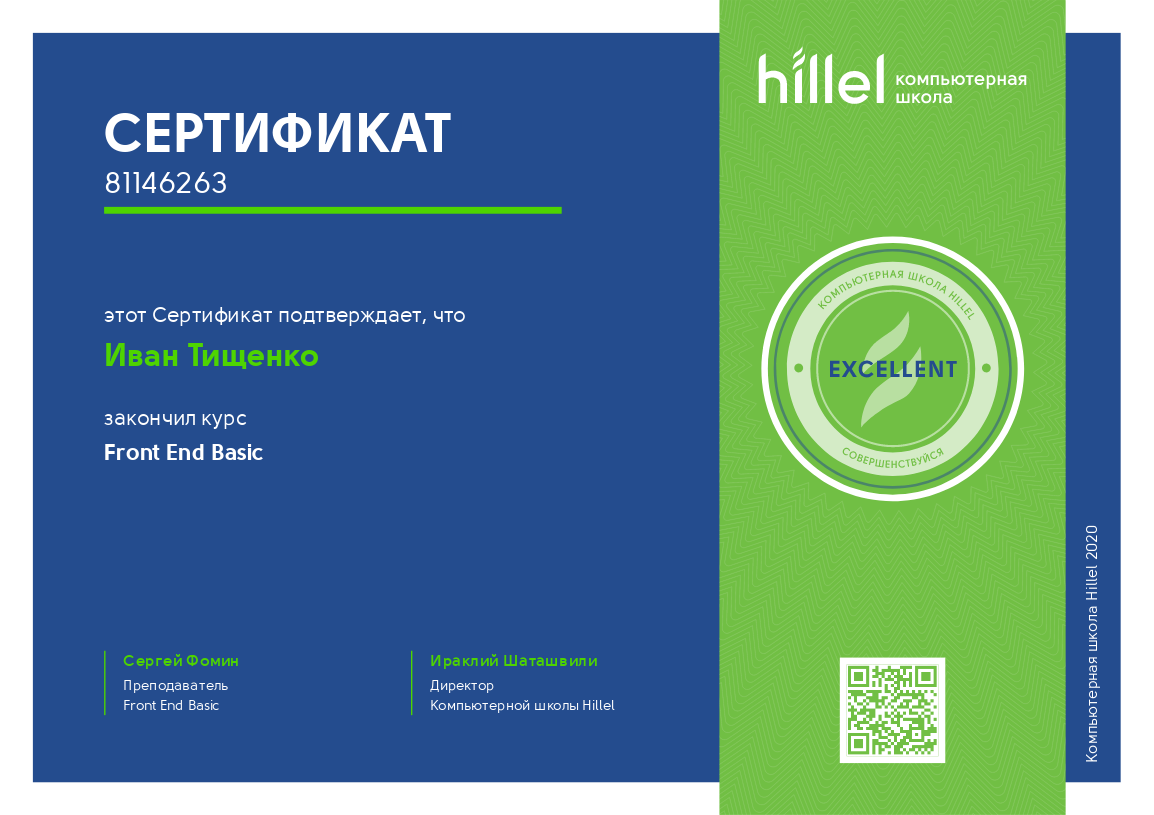 СЕРТИФИКАТ
81146263
этот Сертификат подтверждает, что
Иван Тищенко
закончил курс
Front End Basic
Сергей Фомин
Преподаватель
Front End Basic
Ираклий Шаташвили
Директор
Компьютерной школы Hillel
hillel
компьютерная
школа
КОМПЬЮТЕРНАЯ ШКОЛА HILLEL
EXCELLENT
СОВЕРШЕНСТВУЙСЯ
Компьютерная школа Hillel 2020